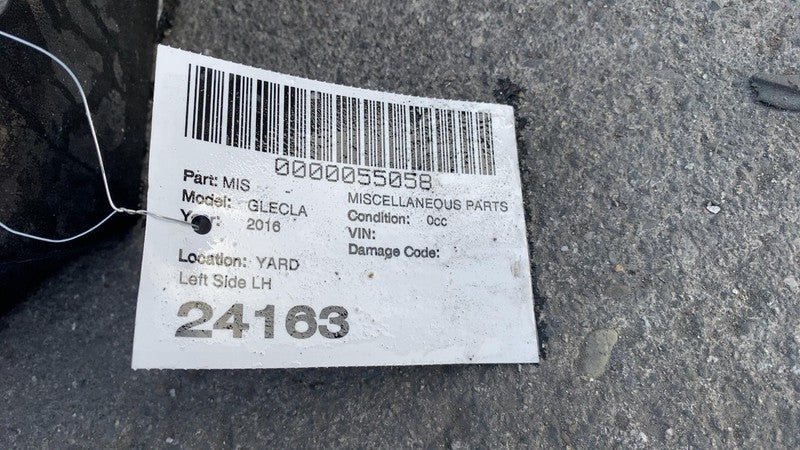 0000055058
Part: MIS MISCELLANEOUS PARTS
Model: GLECLA Condition: 0cc
Year: 2016 VIN:
Damage Code:
Location: YARD
Left Side LH
24163